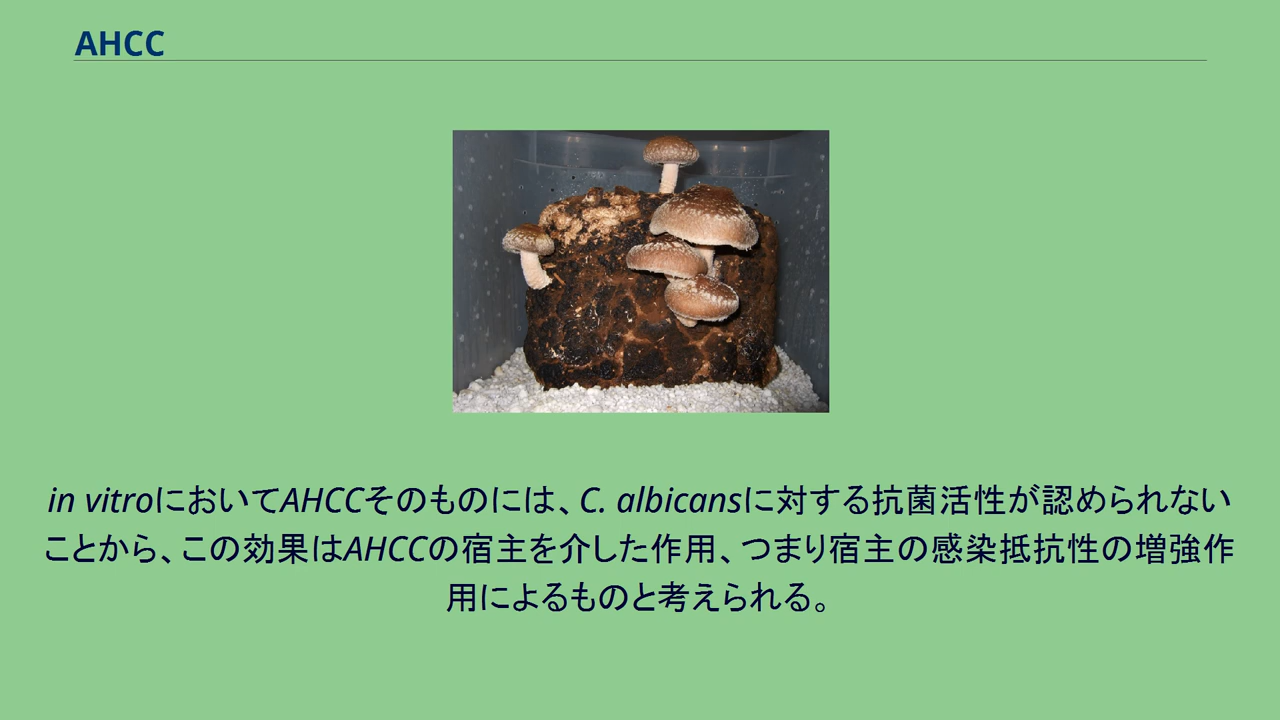 AHCC
in vitroにおいてAHCCそのものには、C. albicansに対する抗菌活性が認められない
ことから、この効果はAHCCの宿主を介した作用、つまり宿主の感染抵抗性の増強作
用によるものと考えられる。